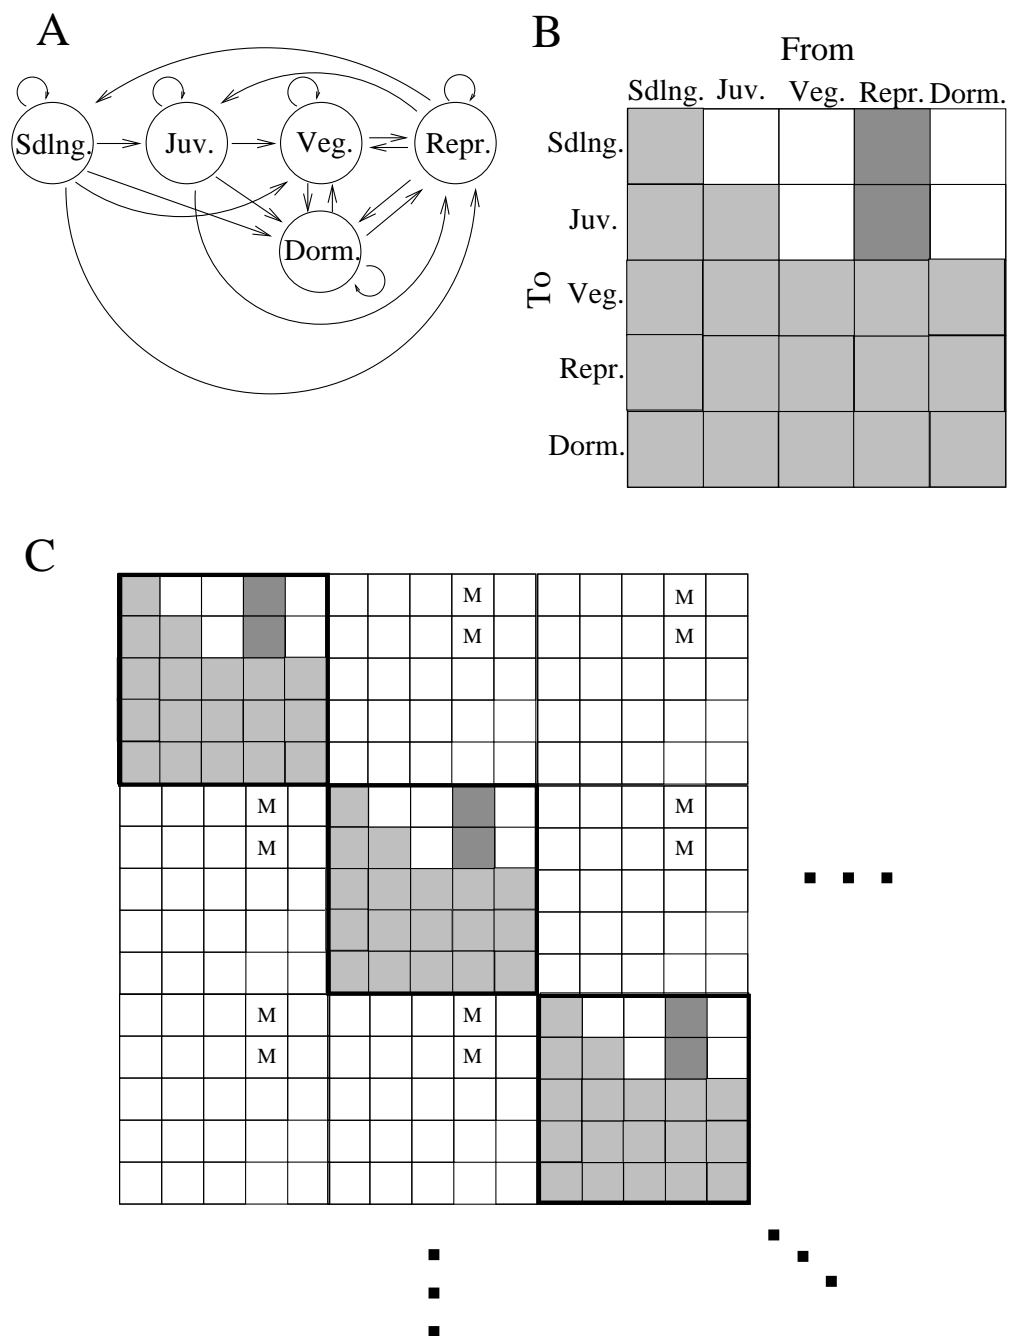 A
Sdlng. Juv. Veg. Repr.
Dorm.
B
From
Sdlng. Juv. Veg. Repr. Dorm.
To
Sdlng.
Juv.
Veg.
Repr.
Dorm.
C
M M
M M
M M
M M
M M
M M